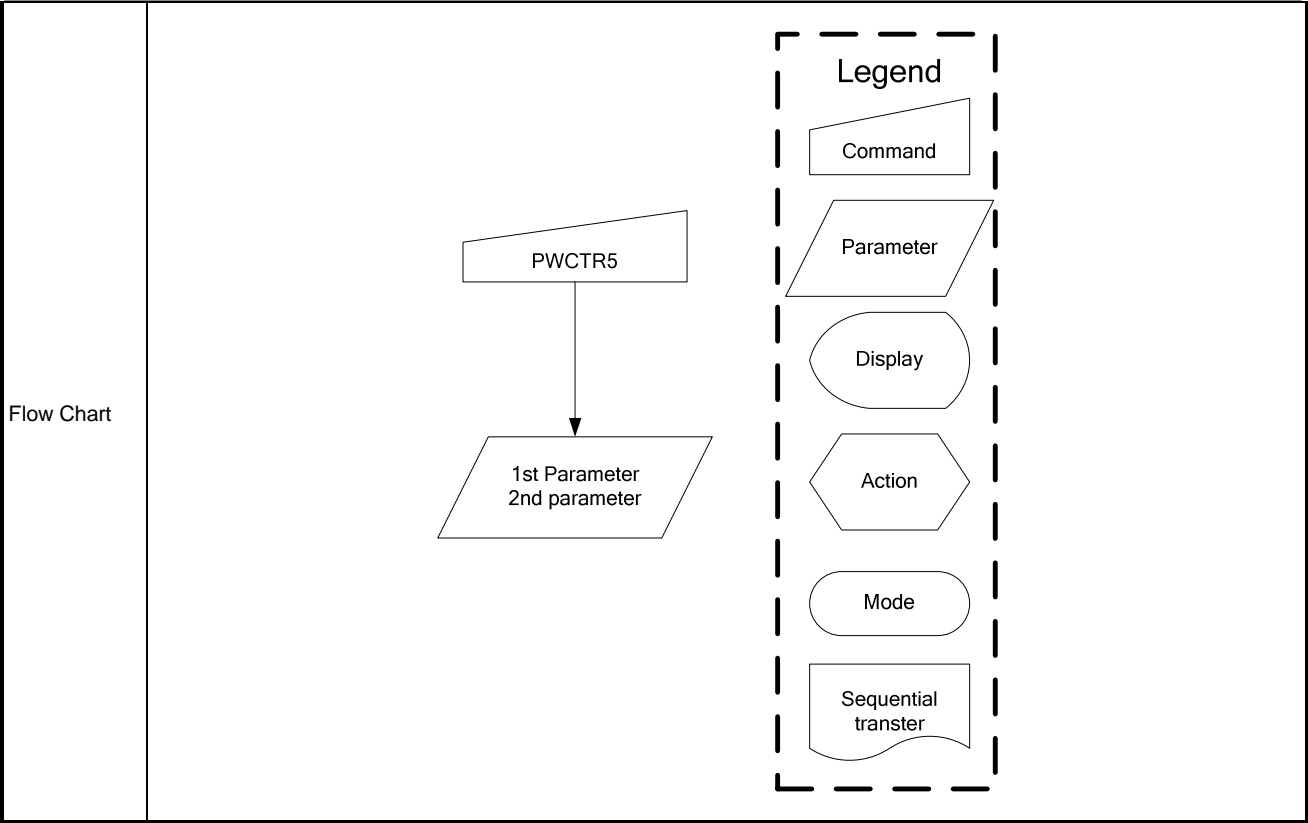 Flow Chart
PWCTR5
1st Parameter
2nd parameter
Legend
Command
Parameter
Display
Action
Mode
Sequential
transter